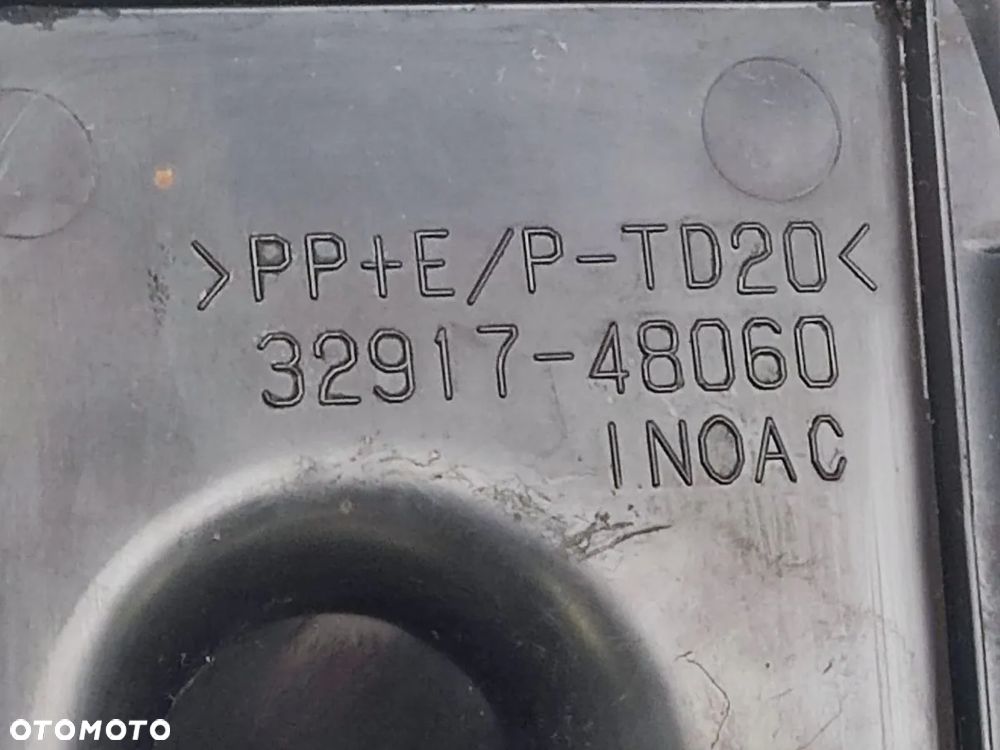 >PP+E/P-TD20<
32917-48060
INOAC
OTOMOTO